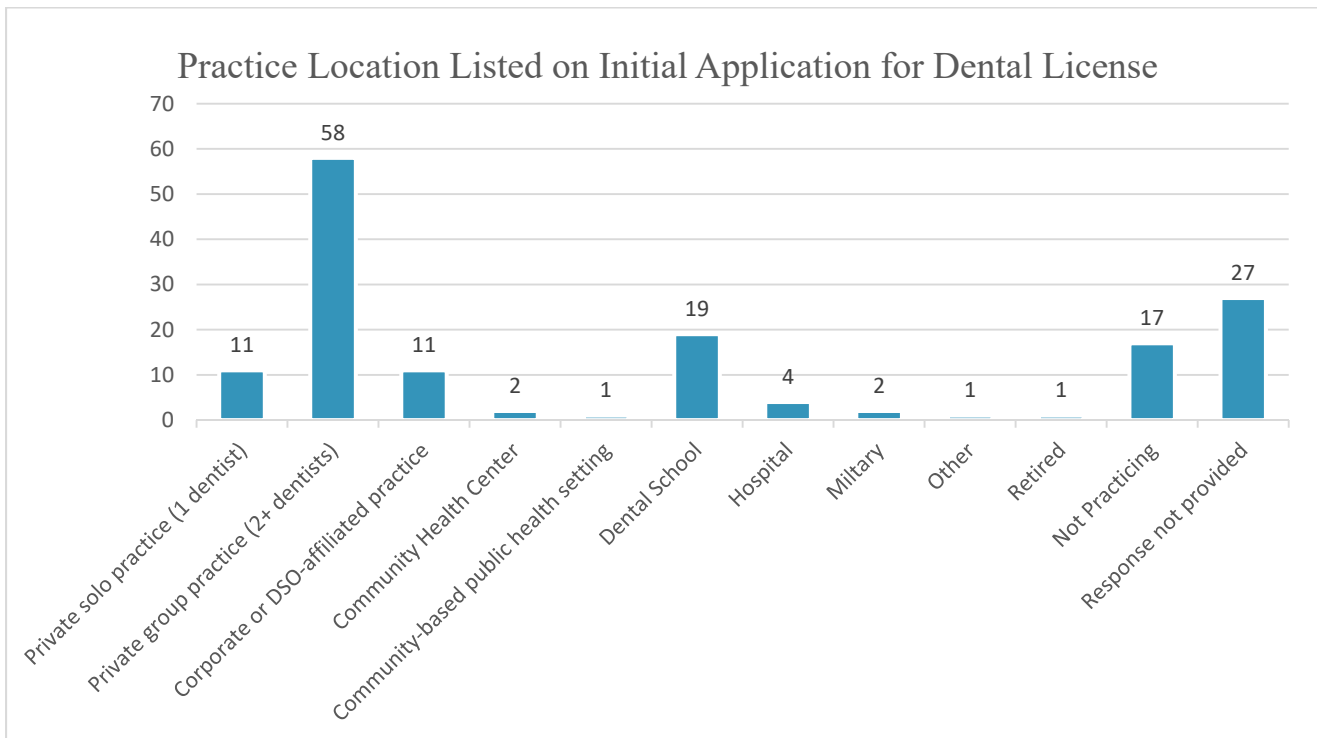 Practice Location Listed on Initial Application for Dental License
70
60
50
40
30
20
10
0
11
58
11
2
1
19
4
2
1
1
17
27
Private solo practice (1 dentist)
Private group practice (2+ dentists)
Corporate or DSO-affiliated practice
Community Health Center
Community-based public health setting
Dental School
Hospital
Miltary
Other
Retired
Not Practicing
Response not provided